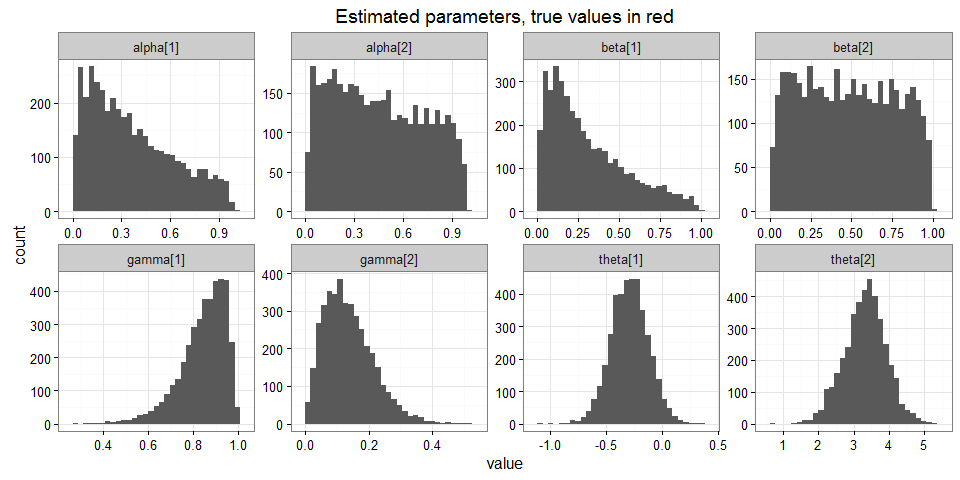 Estimated parameters, true values in red
alpha[1] alpha[2] beta[1] beta[2]
200
100
0
150
100
50
0
300
200
100
0
150
100
50
0
0.0 0.3 0.6 0.9
0.0 0.3 0.6 0.9
0.00 0.25 0.50 0.75 1.00
0.00 0.25 0.50 0.75 1.00
count
gamma[1] gamma[2] theta[1] theta[2]
400
300
200
100
0
400
300
200
100
0
400
300
200
100
0
400
300
200
100
0
0.4 0.6 0.8 1.0
0.0 0.2 0.4
-1.0 -0.5 0.0 0.5
1 2 3 4 5
value